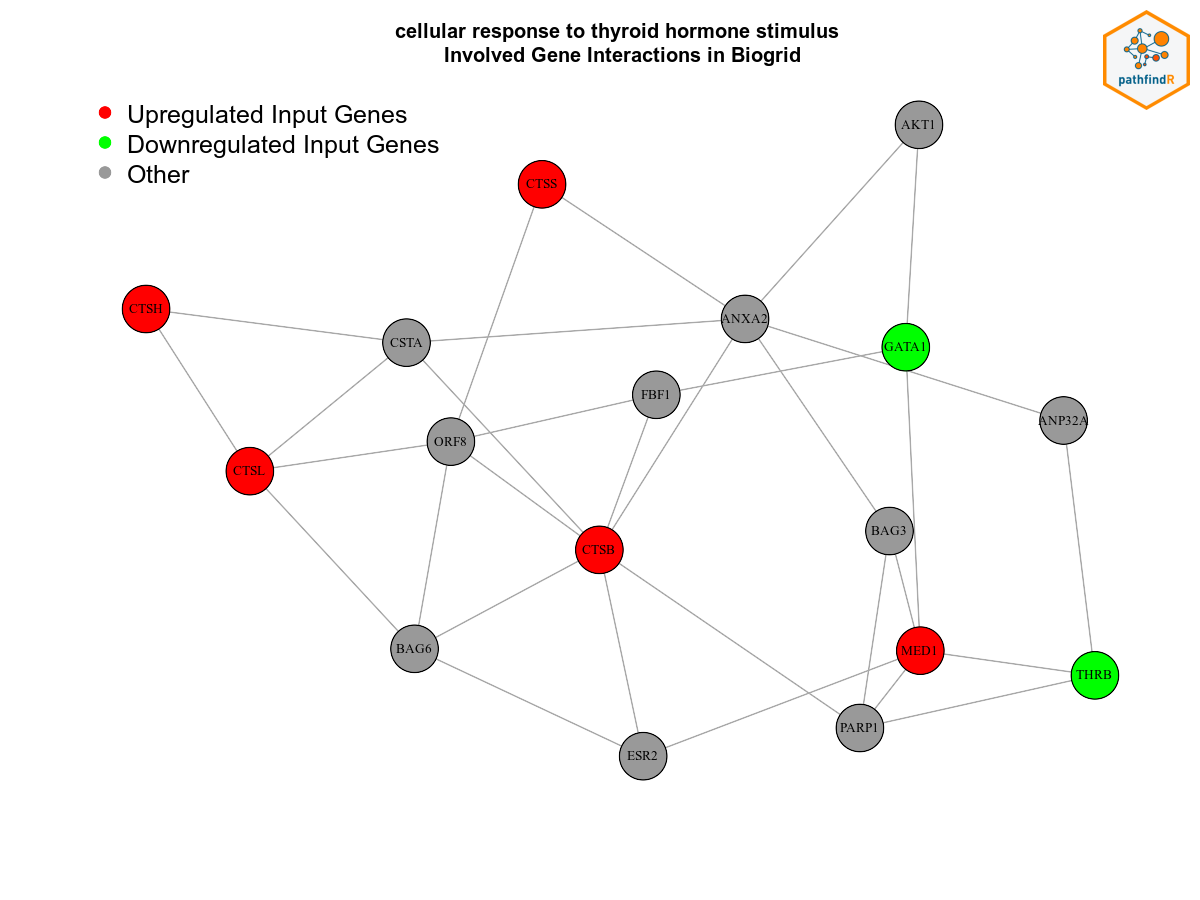 cellular response to thyroid hormone stimulus
Involved Gene Interactions in Biogrid
pathfindR
Upregulated Input Genes
Downregulated Input Genes
Other
AKT1
CTSS
CTSH
CSTA
ANXA2
GATA1
FBF1
ANP32A
ORF8
CTSL
BAG3
CTSB
BAG6
MED1
THRB
PARP1
ESR2